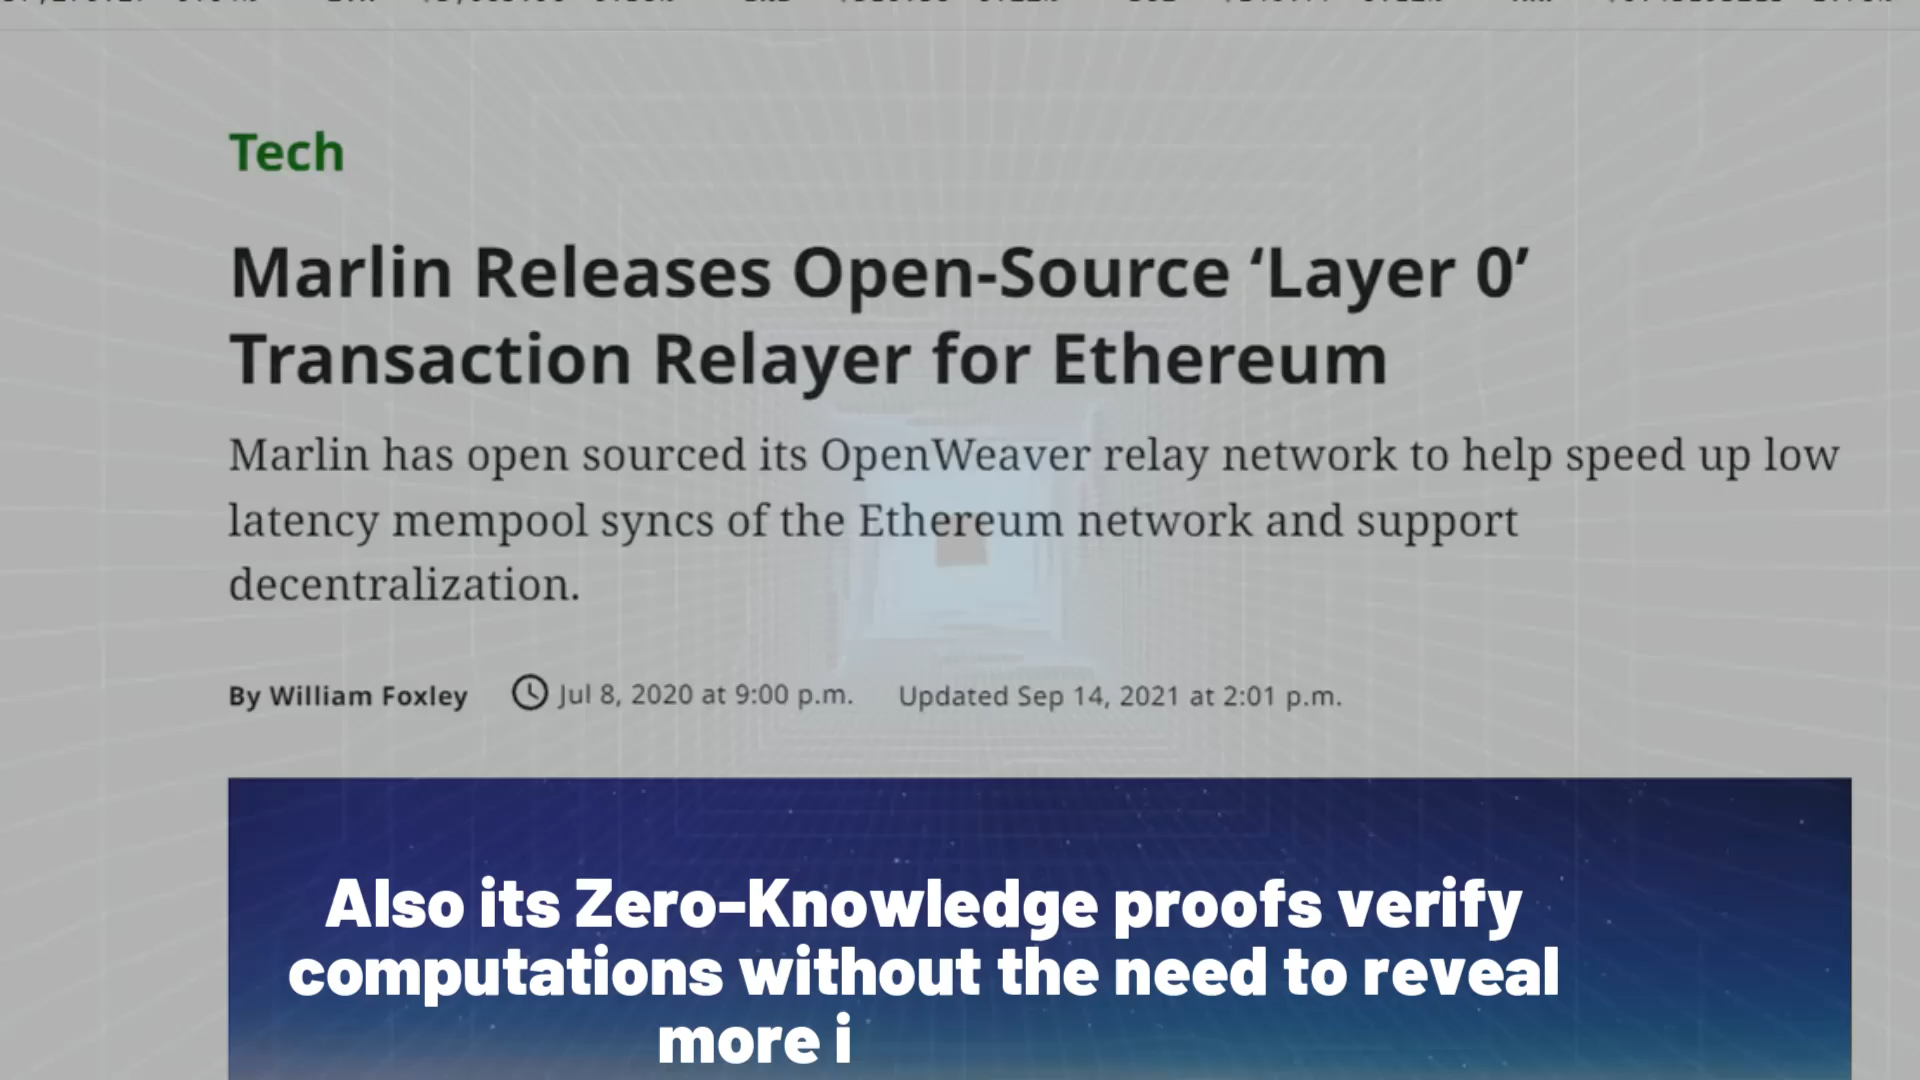 Tech
Marlin Releases Open-Source ‘Layer 0’
Transaction Relayer for Ethereum
Marlin has open sourced its OpenWeaver relay network to help speed up low
latency mempool syncs of the Ethereum network and support
decentralization.
By William Foxley Jul 8, 2020 at 9:00 p.m. Updated Sep 14, 2021 at 2:01 p.m.
Also its Zero-Knowledge proofs verify
computations without the need to reveal
more i